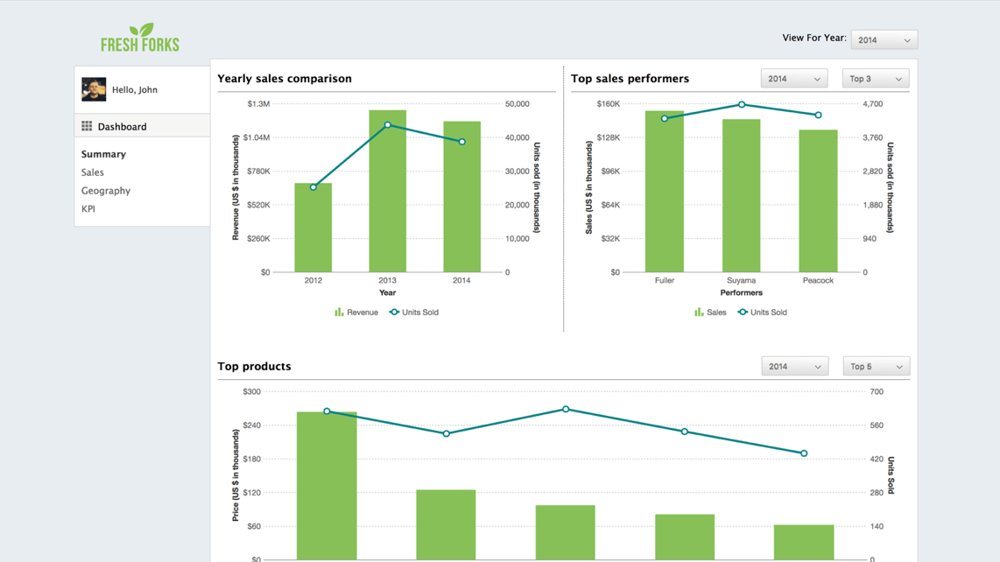 FRESH FORKS
View For Year: 2014
Hello, John
Dashboard
Summary
Sales
Geography
KPI
Yearly sales comparison
$1.3M
$1.04M
$780K
$520K
$260K
$0
Revenue (US $ in thousands)
50,000
40,000
30,000
20,000
10,000
0
Units sold (in thousands)
2012 2013 2014
Year
Revenue Units Sold
Top sales performers
2014 Top 3
$160K
$128K
$96K
$64K
$32K
$0
Sales (US $ in thousands)
4,700
3,760
2,820
1,880
940
0
Units sold (in thousands)
Fuller Suyama Peacock
Performers
Sales Units Sold
Top products
2014 Top 5
$300
$240
$180
$120
$60
$0
Price (US $ in thousands)
700
560
420
280
140
0
Units Sold